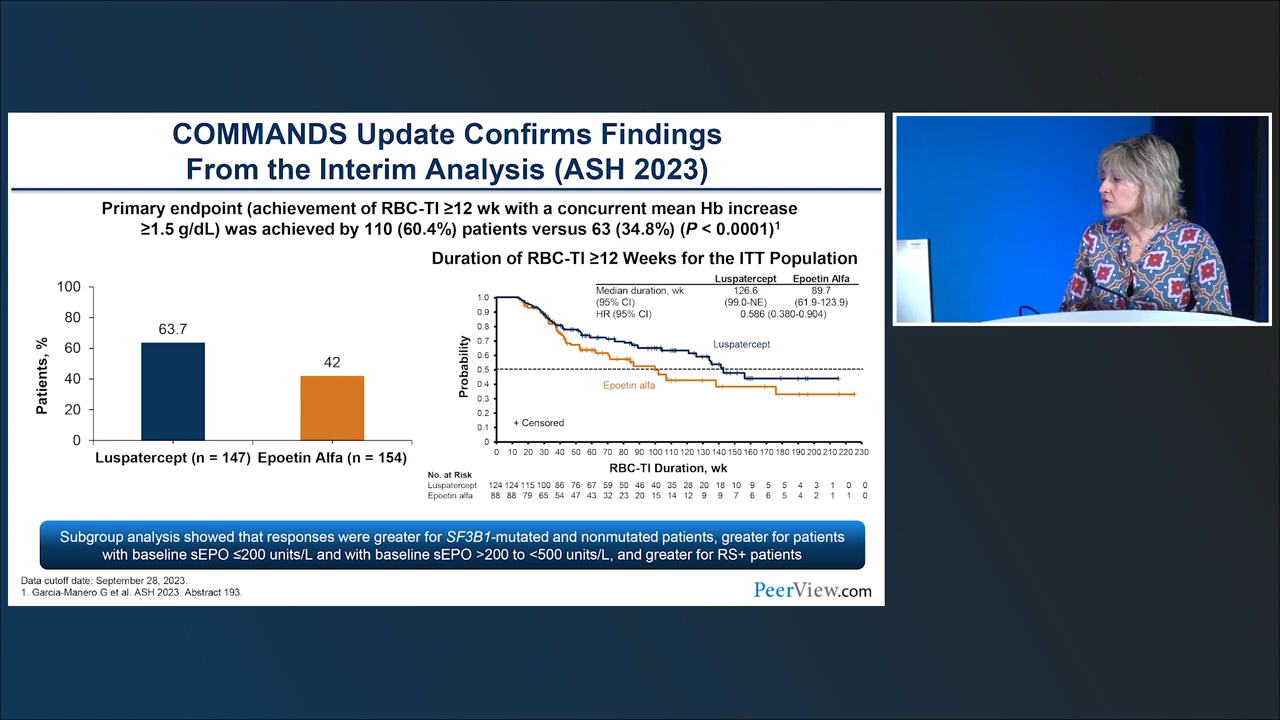 COMMANDS Update Confirms Findings
From the Interim Analysis (ASH 2023)
Primary endpoint (achievement of RBC-TI ≥12 wk with a concurrent mean Hb increase
≥1.5 g/dL) was achieved by 110 (60.4%) patients versus 63 (34.8%) (P < 0.0001)¹
100
80
60
40
20
0
Patients, %
63.7
42
Luspatercept (n = 147) Epoetin Alfa (n = 154)
Duration of RBC-TI ≥12 Weeks for the ITT Population
Luspatercept Epoetin Alfa
Median duration, wk 126.6 89.7
(95% CI) (99.0-NE) (61.9-123.9)
HR (95% CI) 0.586 (0.380-0.904)
1.0
0.9
0.8
0.7
0.6
0.5
0.4
0.3
0.2
0.1
0
Probability
Luspatercept
Epoetin alfa
+ Censored
0 10 20 30 40 50 60 70 80 90 100 110 120 130 140 150 160 170 180 190 200 210 220 230
RBC-TI Duration, wk
No. at Risk
Luspatercept 124 124 115 100 86 76 67 59 50 46 40 35 28 20 18 10 9 5 5 4 3 1 0 0
Epoetin alfa 88 88 79 65 54 47 43 32 23 20 15 14 12 9 9 7 6 6 5 4 2 1 1 0
Subgroup analysis showed that responses were greater for SF3B1-mutated and nonmutated patients, greater for patients
with baseline sEPO ≤200 units/L and with baseline sEPO >200 to <500 units/L, and greater for RS+ patients
Data cutoff date: September 28, 2023.
1. Garcia-Manero G et al. ASH 2023. Abstract 193.
PeerView.com